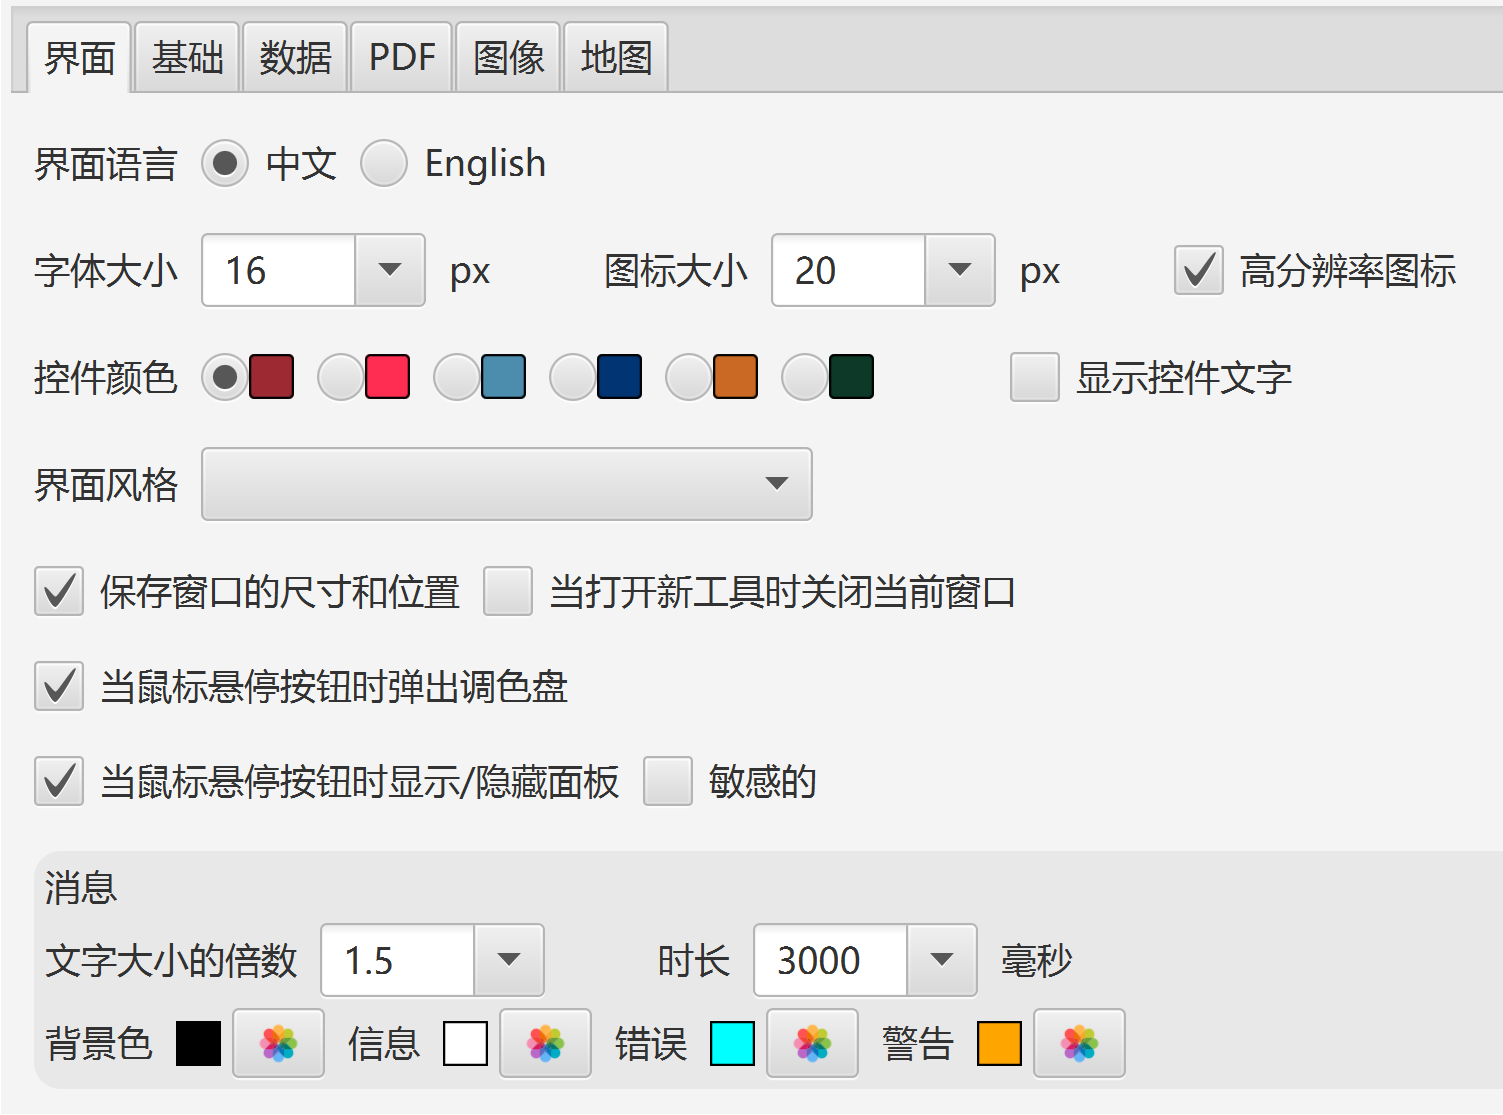 界面 基础 数据 PDF 图像 地图
界面语言 中文 English
字体大小 16 px 图标大小 20 px 高分辨率图标
控件颜色 显示控件文字
界面风格
保存窗口的尺寸和位置 当打开新工具时关闭当前窗口
当鼠标悬停按钮时弹出调色盘
当鼠标悬停按钮时显示/隐藏面板 敏感的
消息
文字大小的倍数 1.5 时长 3000 毫秒
背景色 信息 错误 警告